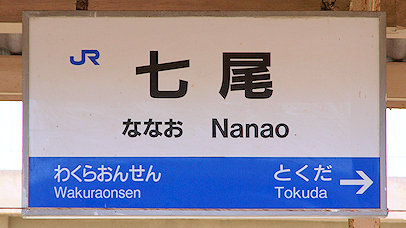 JR
七尾
ななお Nanao
わくらおんせん とくだ
Wakuraonsen Tokuda